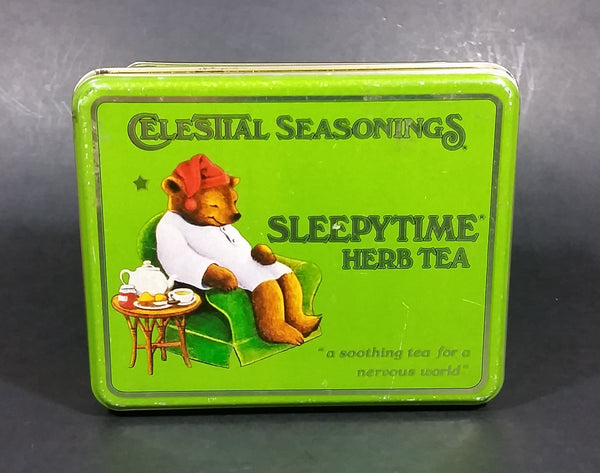 CELESTIAL SEASONINGS
SLEEPYTIME
HERB TEA
"a soothing tea for a
nervous world"